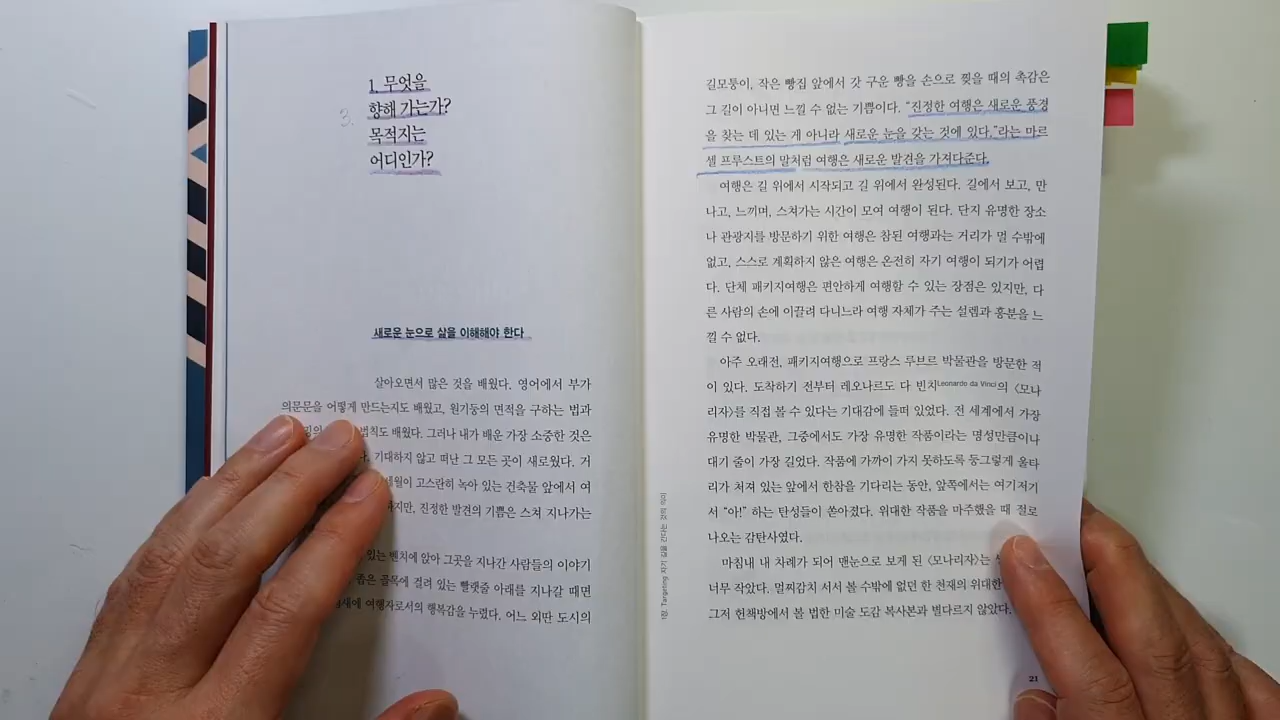 1. 무엇을
향해 가는가?
3.
목적지는
어디인가?
새로운 눈으로 삶을 이해해야 한다
살아오면서 많은 것을 배웠다. 영어에서 부가
의문문을 어떻게 만드는지도 배웠고, 원기둥의 면적을 구하는 법과
법칙도 배웠다. 그러나 내가 배운 가장 소중한 것은
기대하지 않고 떠난 그 모든 곳이 새로웠다. 거
세월이 고스란히 녹아 있는 건축물 앞에서 여
하지만, 진정한 발견의 기쁨은 스쳐 지나가는
있는 벤치에 앉아 그곳을 지나간 사람들의 이야기
좁은 골목에 걸려 있는 빨랫줄 아래를 지나갈 때면
냄새에 여행자로서의 행복감을 누렸다. 어느 외딴 도시의
길모퉁이, 작은 빵집 앞에서 갓 구운 빵을 손으로 찢을 때의 촉감은
그 길이 아니면 느낄 수 없는 기쁨이다. “진정한 여행은 새로운 풍경
을 찾는 데 있는 게 아니라 새로운 눈을 갖는 것에 있다.”라는 마르
셀 프루스트의 말처럼 여행은 새로운 발견을 가져다준다.
여행은 길 위에서 시작되고 길 위에서 완성된다. 길에서 보고, 만
나고, 느끼며, 스쳐가는 시간이 모여 여행이 된다. 단지 유명한 장소
나 관광지를 방문하기 위한 여행은 참된 여행과는 거리가 멀 수밖에
없고, 스스로 계획하지 않은 여행은 온전히 자기 여행이 되기가 어렵
다. 단체 패키지여행은 편안하게 여행할 수 있는 장점은 있지만, 다
른 사람의 손에 이끌려 다니느라 여행 자체가 주는 설렘과 흥분을 느
낄 수 없다.
아주 오래전, 패키지여행으로 프랑스 루브르 박물관을 방문한 적
이 있다. 도착하기 전부터 레오나르도 다 빈치Leonardo da Vinci의 〈모나
리자〉를 직접 볼 수 있다는 기대감에 들떠 있었다. 전 세계에서 가장
유명한 박물관, 그중에서도 가장 유명한 작품이라는 명성만큼이나
대기 줄이 가장 길었다. 작품에 가까이 가지 못하도록 둥그렇게 울타
리가 쳐져 있는 앞에서 한참을 기다리는 동안, 앞쪽에서는 여기저기
서 “아!” 하는 탄성들이 쏟아졌다. 위대한 작품을 마주했을 때 절로
나오는 감탄사였다.
마침내 내 차례가 되어 맨눈으로 보게 된 〈모나리자〉는
너무 작았다. 멀찌감치 서서 볼 수밖에 없던 한 천재의 위대한
그저 헌책방에서 볼 법한 미술 도감 복사본과 별다르지 않았다.
21